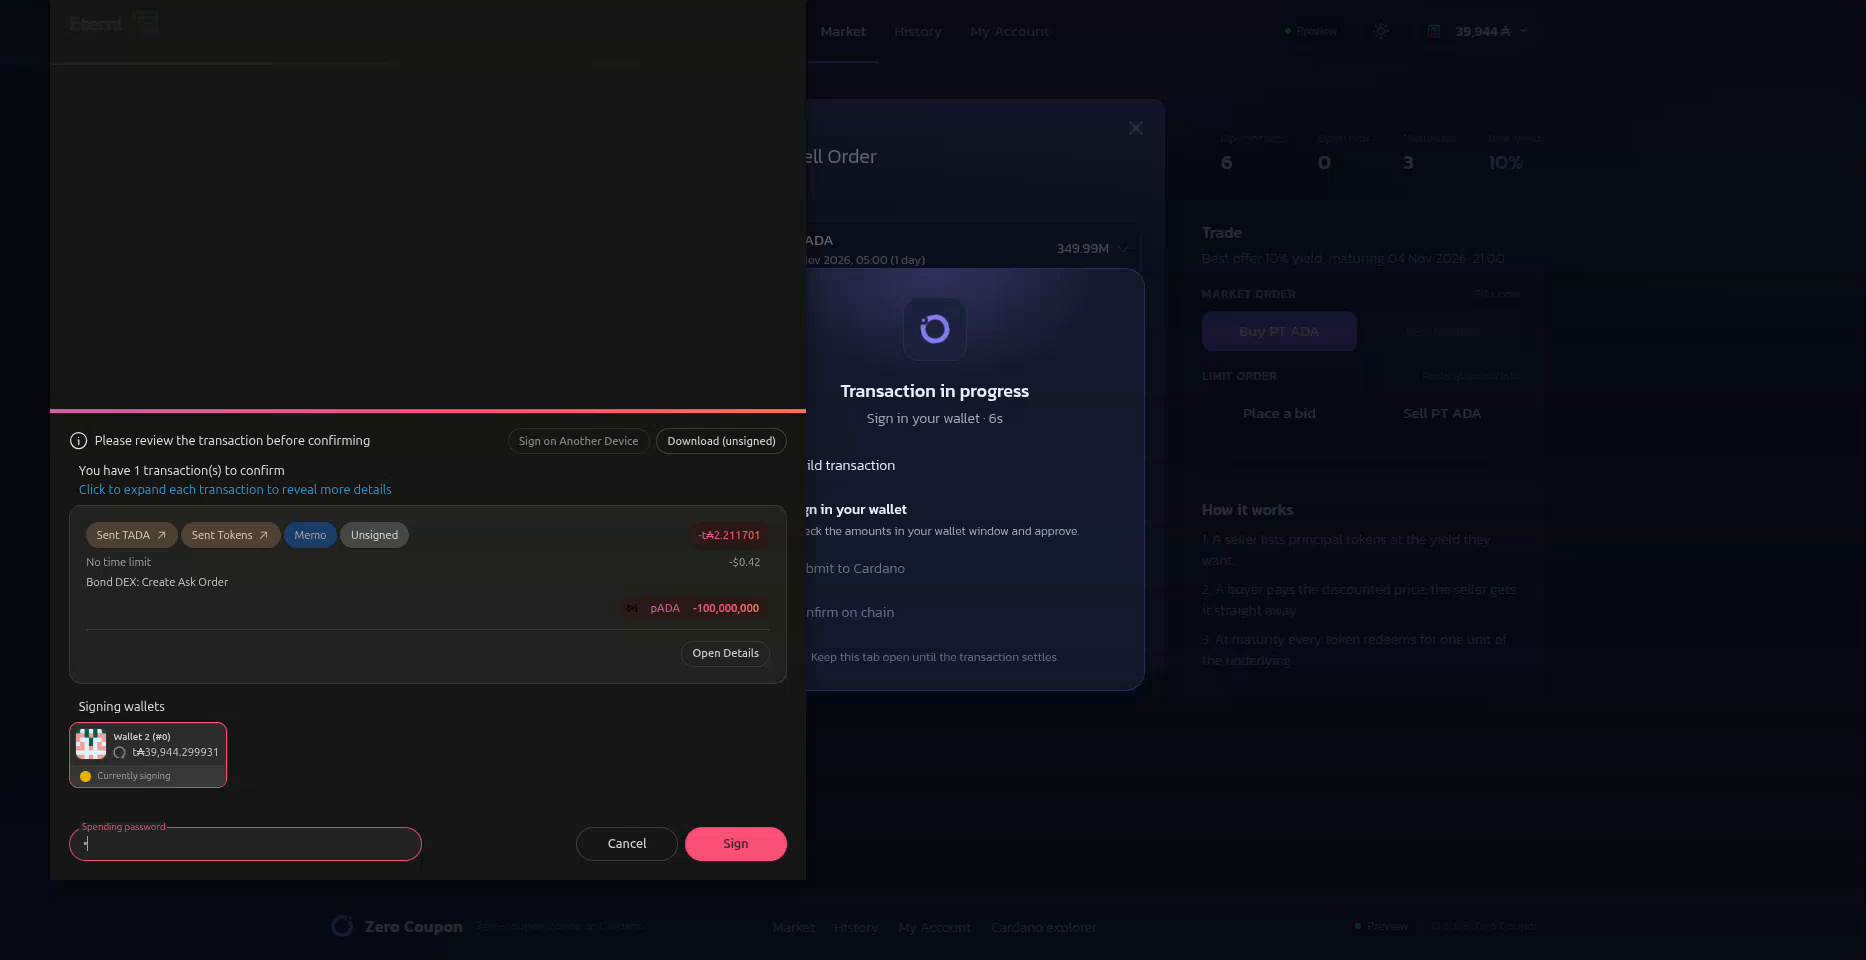 Eternl
Market
History
My Account
Preview
39,944 ₳
ell Order
ADA
349.99M
lov 2026, 05:00 (1 day)
Transaction in progress
Sign in your wallet · 6s
ild transaction
gn in your wallet
eck the amounts in your wallet window and approve.
bmit to Cardano
nfirm on chain
Keep this tab open until the transaction settles
6
0
3
10%
Trade
Best offer 10% yield, maturing 04 Nov 2026, 21:00
MARKET ORDER
Buy PT ADA
LIMIT ORDER
Place a bid
Sell PT ADA
How it works
1. A seller lists principal tokens at the yield they
want.
2. A buyer pays the discounted price, the seller gets
it straight away.
3. At maturity every token redeems for one unit of
the underlying.
Please review the transaction before confirming
Sign on Another Device
Download (unsigned)
You have 1 transaction(s) to confirm
Click to expand each transaction to reveal more details
Sent TADA
Sent Tokens
Memo
Unsigned
-t₳2.211701
No time limit
-$0.42
Bond DEX: Create Ask Order
pADA
-100,000,000
Open Details
Signing wallets
Wallet 2 (#0)
t₳39,944.299931
Currently signing
Spending password
Cancel
Sign
Zero Coupon
Market
History
My Account
Cardano explorer
Preview